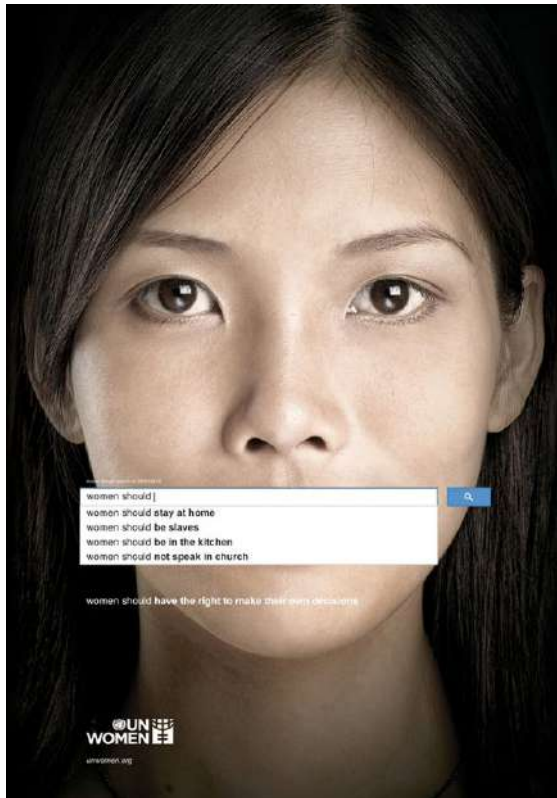 women should
women should stay at home
women should be slaves
women should be in the kitchen
women should not speak in church
women should have the right to make their own decisions
UN
WOMEN
unwomen.org